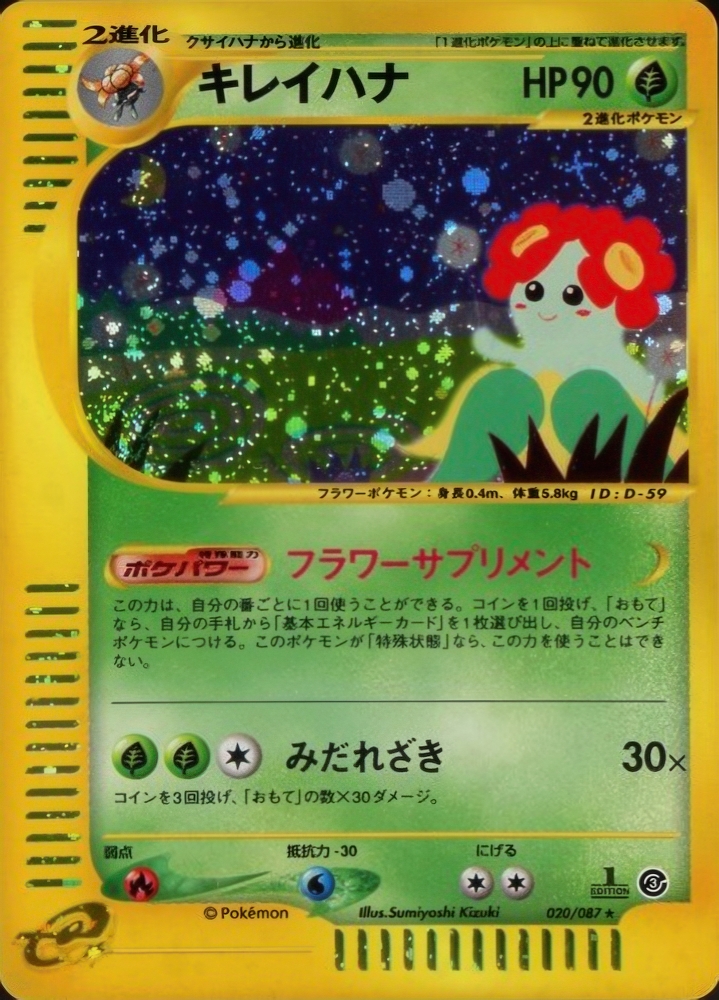 2進化
クサイハナから進化
「1進化ポケモン」の上に重ねて進化させます。
キレイハナ HP90
2進化ポケモン
フラワーポケモン：身長0.4m、体重5.8kg ID：D-59
特殊能力
ポケパワー フラワーサプリメント
この力は、自分の番ごとに1回使うことができる。コインを1回投げ、「おもて」
なら、自分の手札から「基本エネルギーカード」を1枚選び出し、自分のベンチ
ポケモンにつける。このポケモンが「特殊状態」なら、この力を使うことはでき
ない。
みだれざき 30×
コインを3回投げ、「おもて」の数×30ダメージ。
弱点 抵抗力 -30 にげる
1
EDITION
3
©Pokémon Illus.Sumiyoshi Kizuki 020/087 ★
e